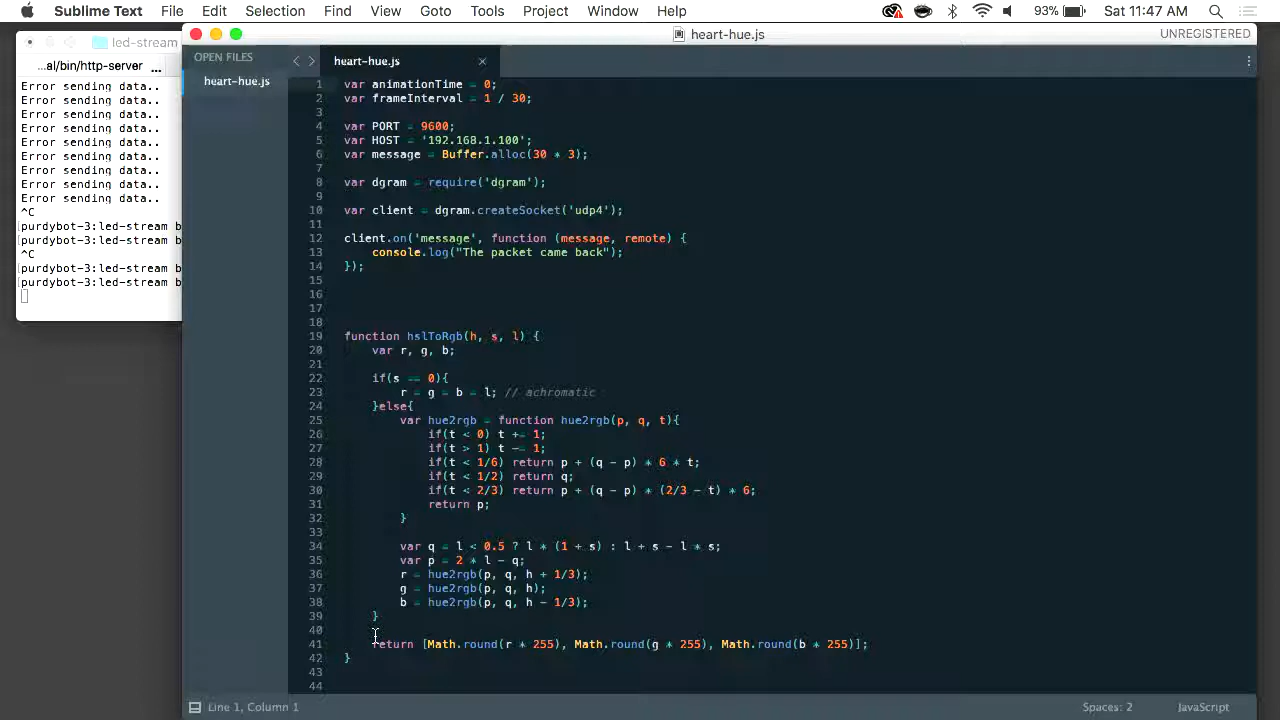 Sublime Text File Edit Selection Find View Goto Tools Project Window Help 93% Sat 11:47 AM
led-stream
...al/bin/http-server ...
Error sending data..
Error sending data..
Error sending data..
Error sending data..
Error sending data..
Error sending data..
Error sending data..
Error sending data..
Error sending data..
^C
[purdybot-3:led-stream b
[purdybot-3:led-stream b
^C
[purdybot-3:led-stream b
[purdybot-3:led-stream b
heart-hue.js UNREGISTERED
OPEN FILES
heart-hue.js
heart-hue.js
1 var animationTime = 0;
2 var frameInterval = 1 / 30;
3
4 var PORT = 9600;
5 var HOST = '192.168.1.100';
6 var message = Buffer.alloc(30 * 3);
7
8 var dgram = require('dgram');
9
10 var client = dgram.createSocket('udp4');
11
12 client.on('message', function (message, remote) {
13 console.log("The packet came back");
14 });
15
16
17
18
19 function hslToRgb(h, s, l) {
20 var r, g, b;
21
22 if(s == 0){
23 r = g = b = l; // achromatic
24 }else{
25 var hue2rgb = function hue2rgb(p, q, t){
26 if(t < 0) t += 1;
27 if(t > 1) t -= 1;
28 if(t < 1/6) return p + (q - p) * 6 * t;
29 if(t < 1/2) return q;
30 if(t < 2/3) return p + (q - p) * (2/3 - t) * 6;
31 return p;
32 }
33
34 var q = l < 0.5 ? l * (1 + s) : l + s - l * s;
35 var p = 2 * l - q;
36 r = hue2rgb(p, q, h + 1/3);
37 g = hue2rgb(p, q, h);
38 b = hue2rgb(p, q, h - 1/3);
39 }
40
41 return [Math.round(r * 255), Math.round(g * 255), Math.round(b * 255)];
42 }
43
44
Line 1, Column 1 Spaces: 2 JavaScript